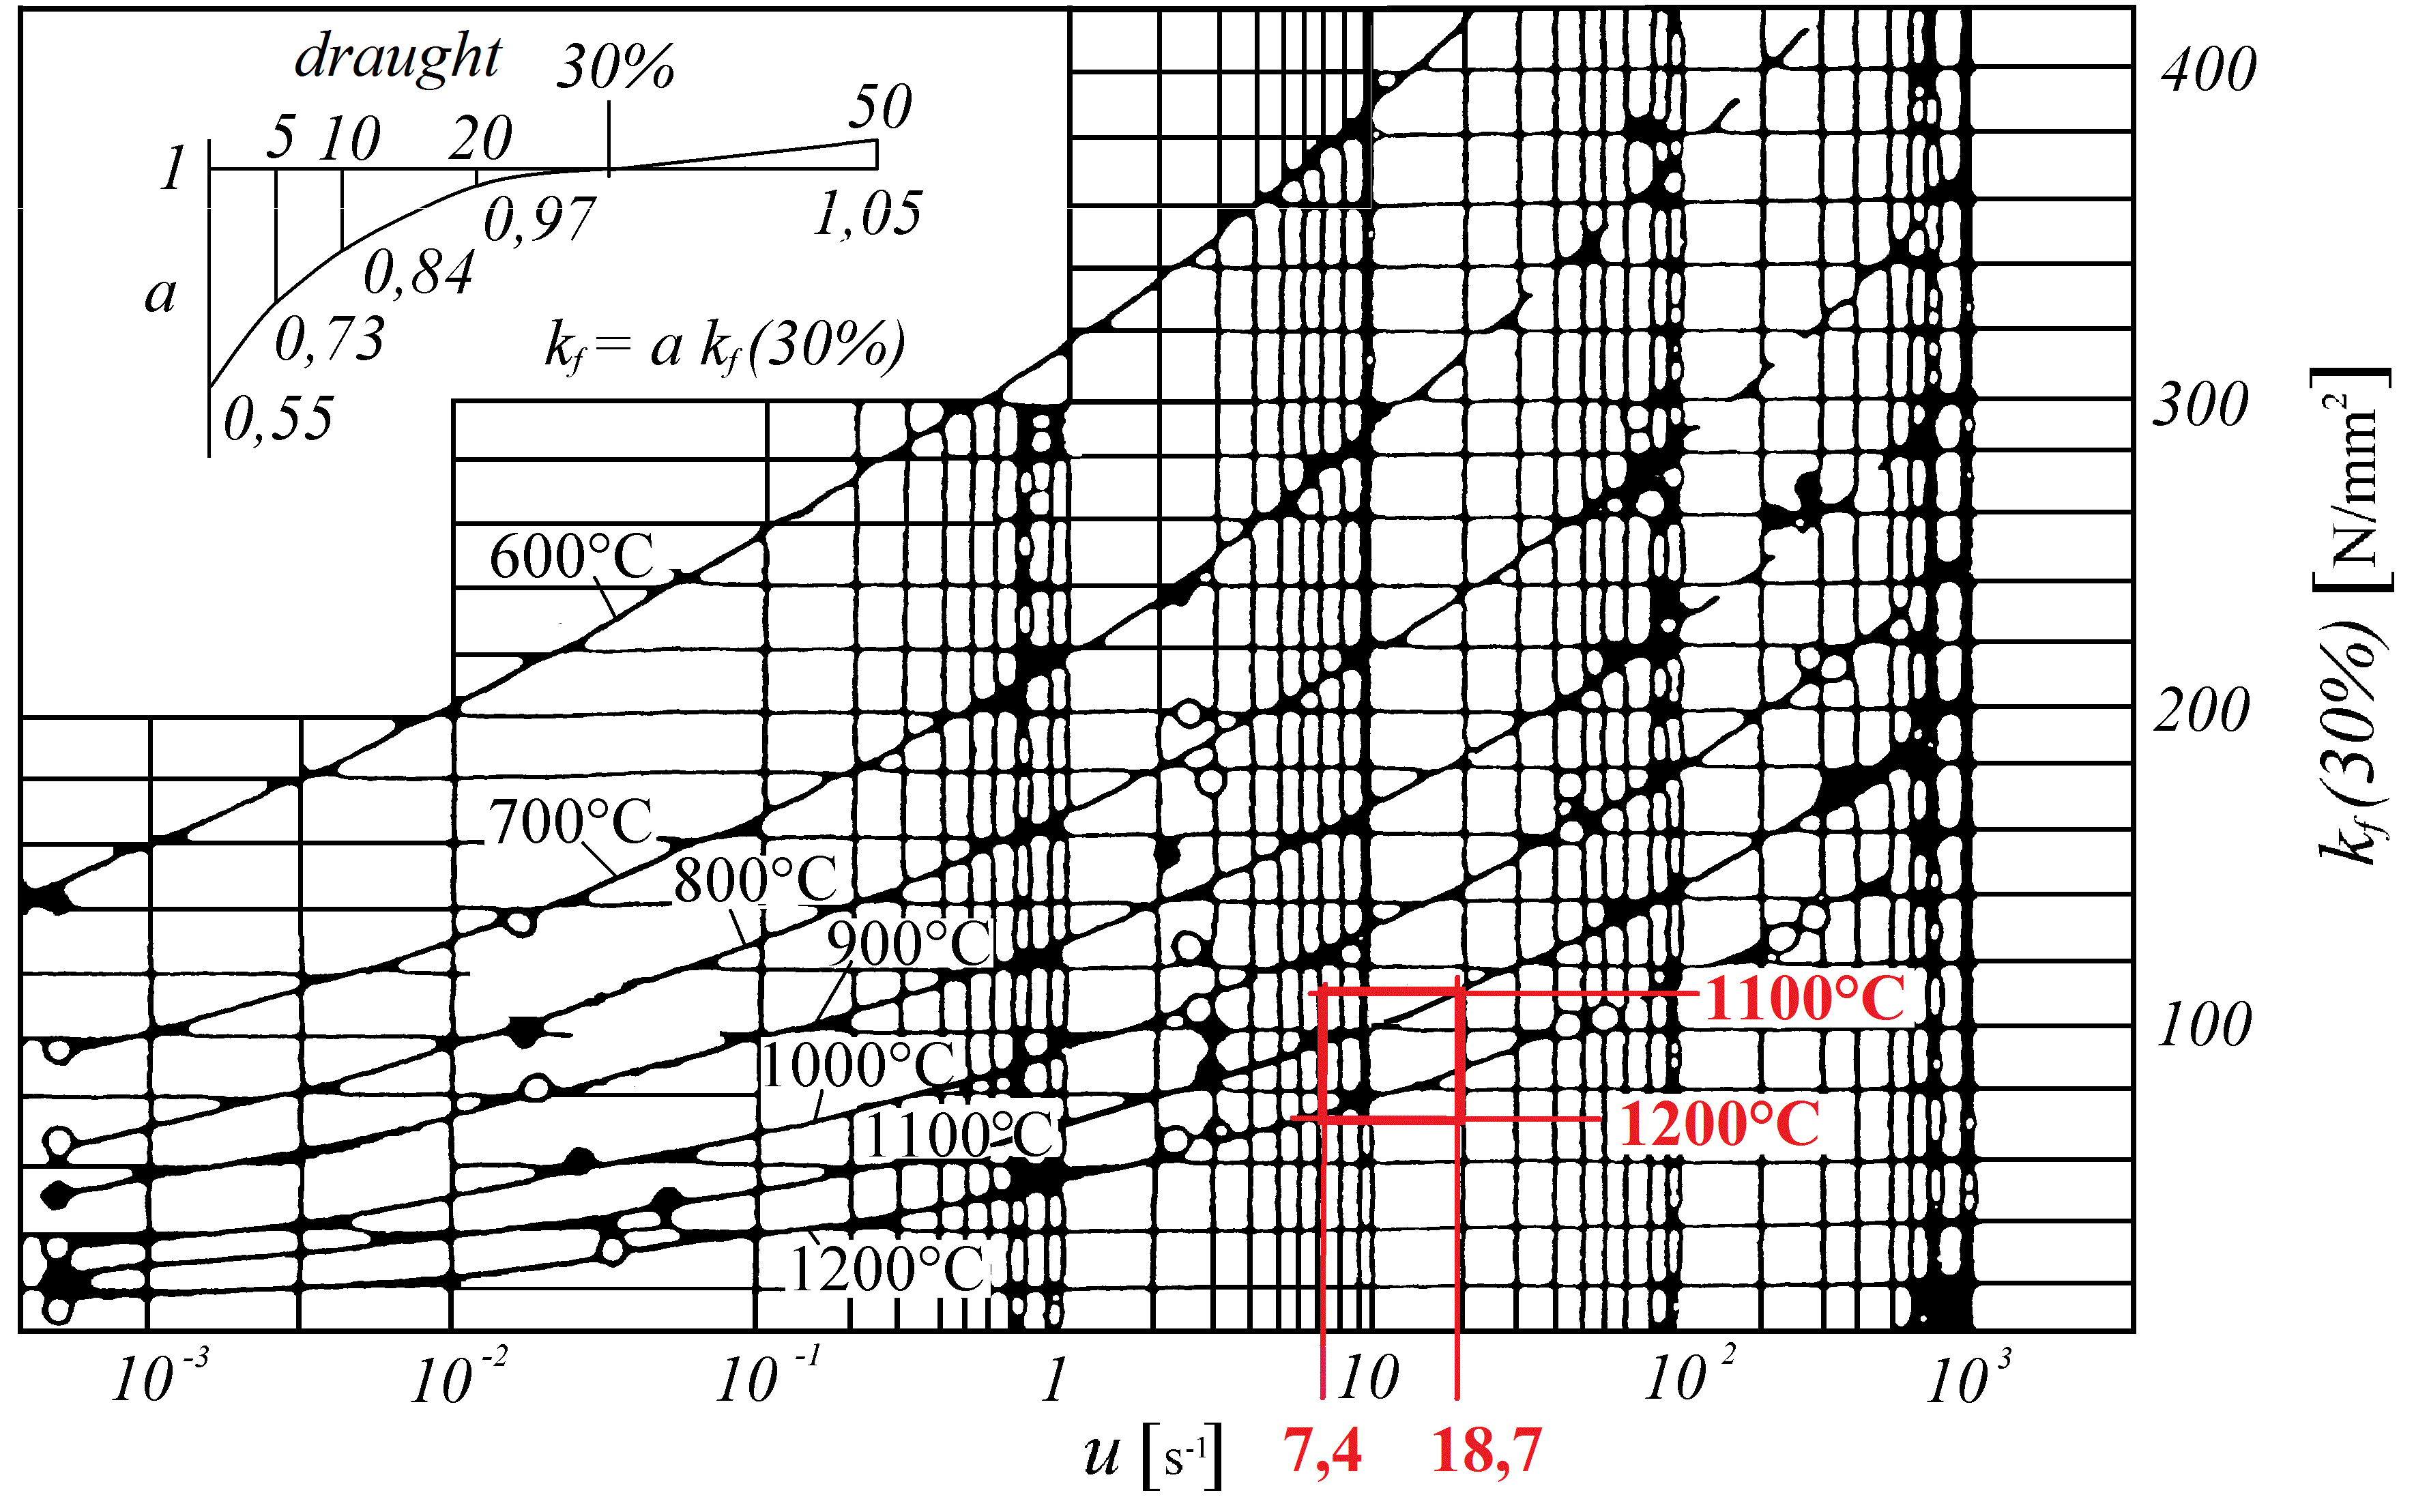 draught
30%
5 10 20 50
1
0,97
1,05
0,84
a
0,73
k_f = a k_f (30%)
0,55
400
300
200
100
k_f (30%) [N/mm²]
600°C
700°C
800°C
900°C
1000°C
1100°C
1200°C
1100°C
1200°C
10⁻³ 10⁻² 10⁻¹ 1 10 10² 10³
u [s⁻¹] 7,4 18,7